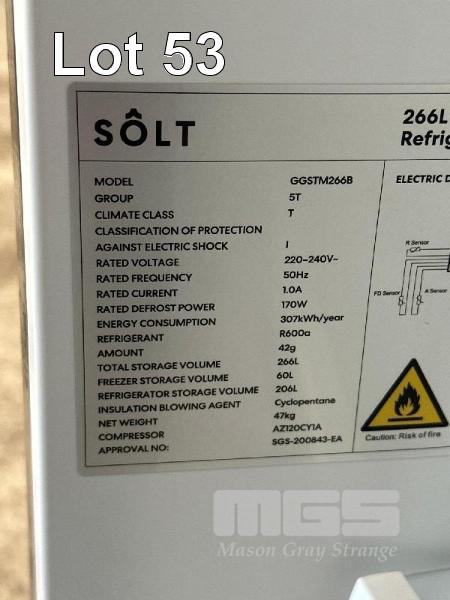 Lot 53
SÔLT
266L
Refrig
MODEL GGSTM266B
GROUP 5T
CLIMATE CLASS T
CLASSIFICATION OF PROTECTION
AGAINST ELECTRIC SHOCK I
RATED VOLTAGE 220-240V~
RATED FREQUENCY 50Hz
RATED CURRENT 1.0A
RATED DEFROST POWER 170W
ENERGY CONSUMPTION 307kWh/year
REFRIGERANT R600a
AMOUNT 42g
TOTAL STORAGE VOLUME 266L
FREEZER STORAGE VOLUME 60L
REFRIGERATOR STORAGE VOLUME 206L
INSULATION BLOWING AGENT Cyclopentane
NET WEIGHT 47kg
COMPRESSOR AZ120CY1A
APPROVAL NO: SGS-200843-EA
ELECTRIC D
R Sensor
FD Sensor
A Sensor
Caution: Risk of fire
MGS
Mason Gray Strange